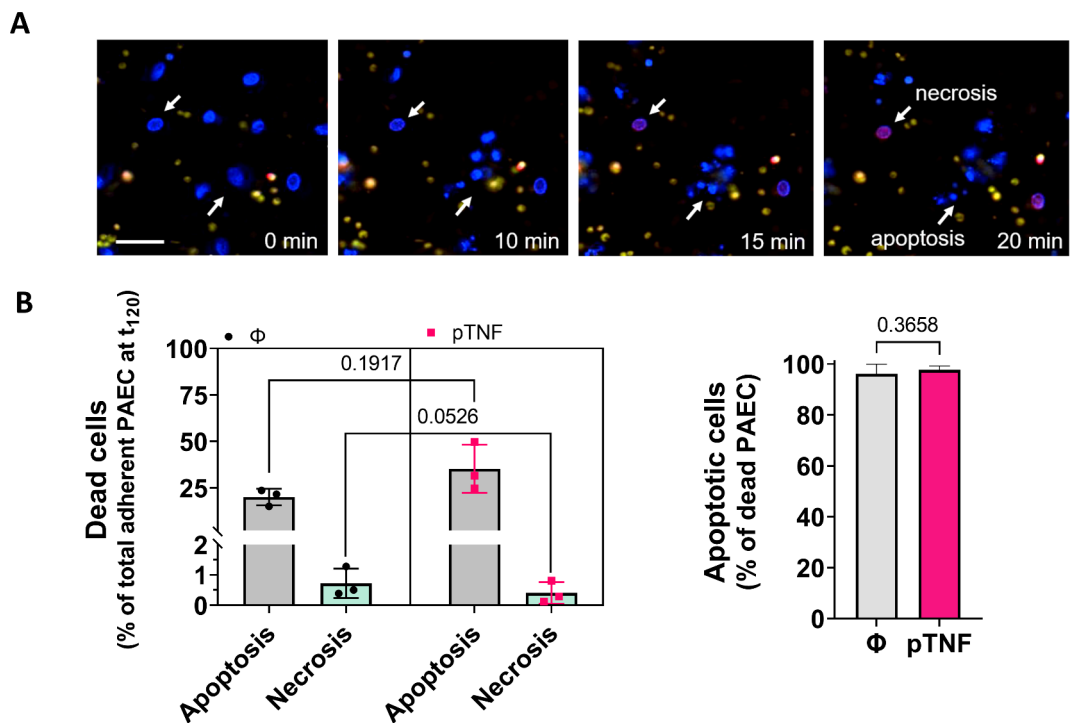 A
0 min
10 min
15 min
necrosis
apoptosis
20 min
B
Dead cells
(% of total adherent PAEC at t120)
Φ
pTNF
100
75
50
25
2
1
0
0.1917
0.0526
Apoptosis
Necrosis
Apoptosis
Necrosis
Apoptotic cells
(% of dead PAEC)
0.3658
100
80
60
40
20
0
Φ
pTNF